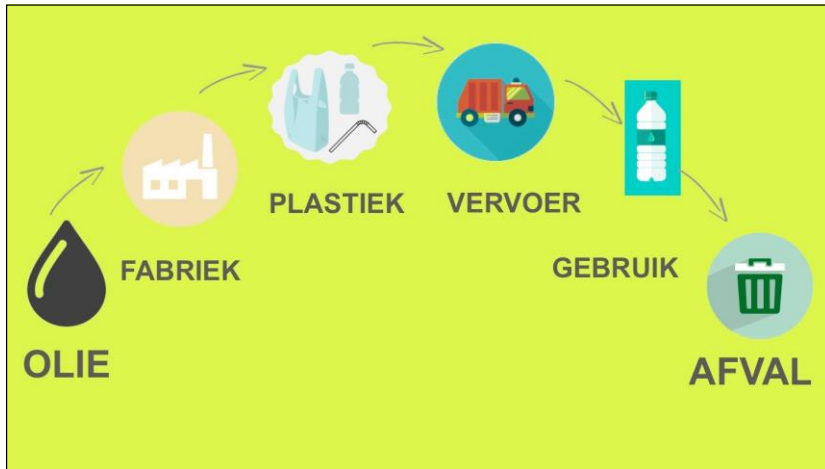 OLIE
FABRIEK
PLASTIEK
VERVOER
GEBRUIK
AFVAL